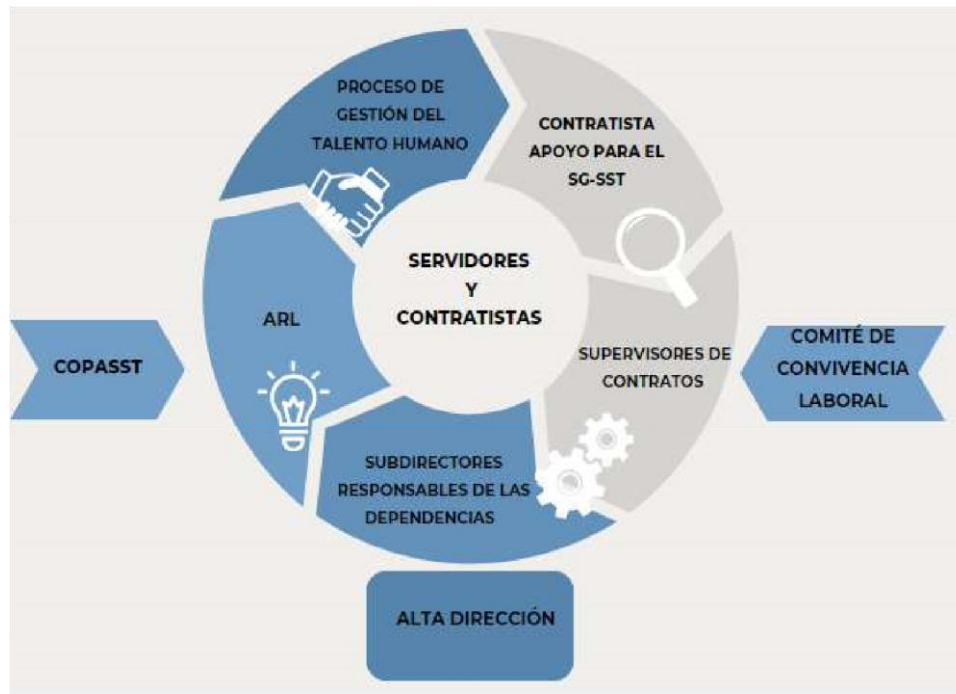 PROCESO DE
GESTIÓN DEL
TALENTO HUMANO
CONTRATISTA
APOYO PARA EL
SG-SST
SERVIDORES
Y
CONTRATISTAS
ARL
SUPERVISORES DE
CONTRATOS
COPASST
COMITÉ DE
CONVIVENCIA
LABORAL
SUBDIRECTORES
RESPONSABLES DE LAS
DEPENDENCIAS
ALTA DIRECCIÓN